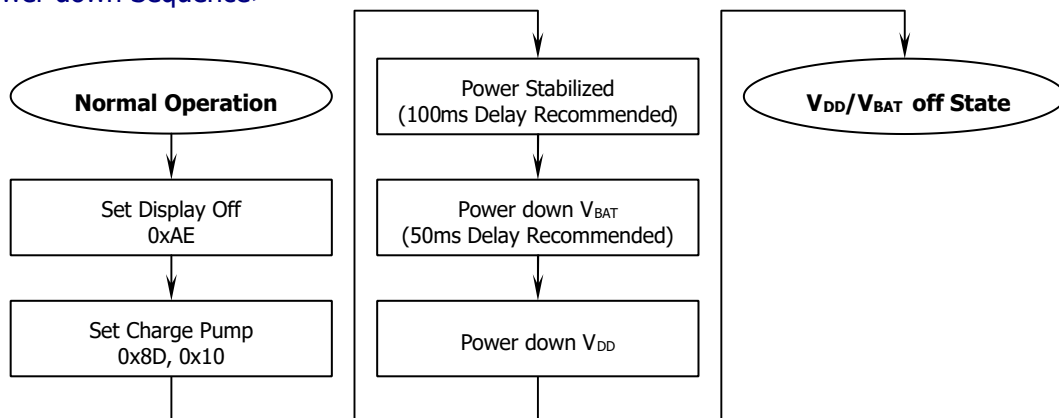 down Sequence:
Normal Operation
Set Display Off
0xAE
Set Charge Pump
0x8D, 0x10
Power Stabilized
(100ms Delay Recommended)
Power down VBAT
(50ms Delay Recommended)
Power down VDD
VDD/VBAT off State